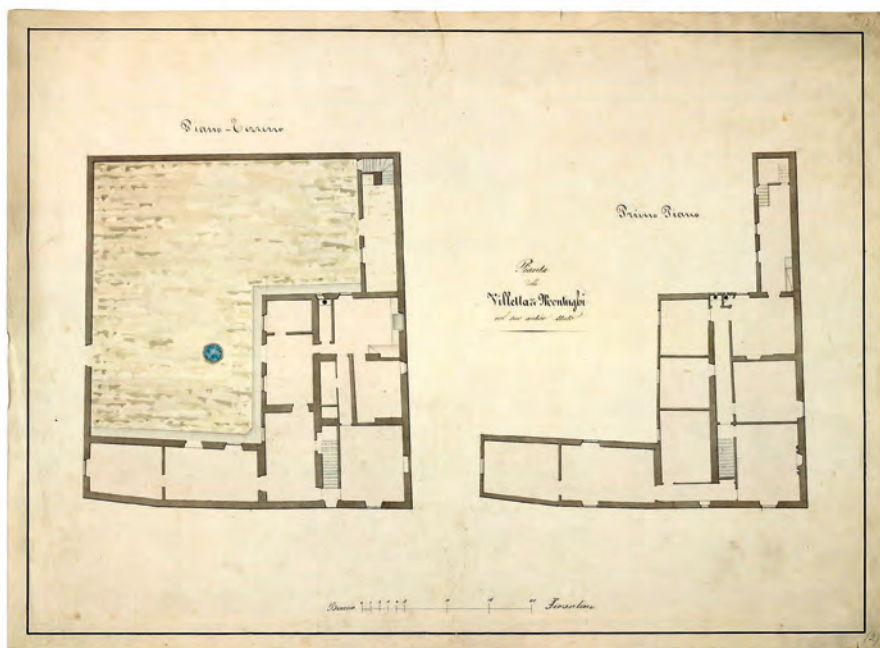 Piano-Terreno
Primo Piano
Pianta
della
Villetta di Montughi
nel suo antico stato
Braccia
Fiorentine